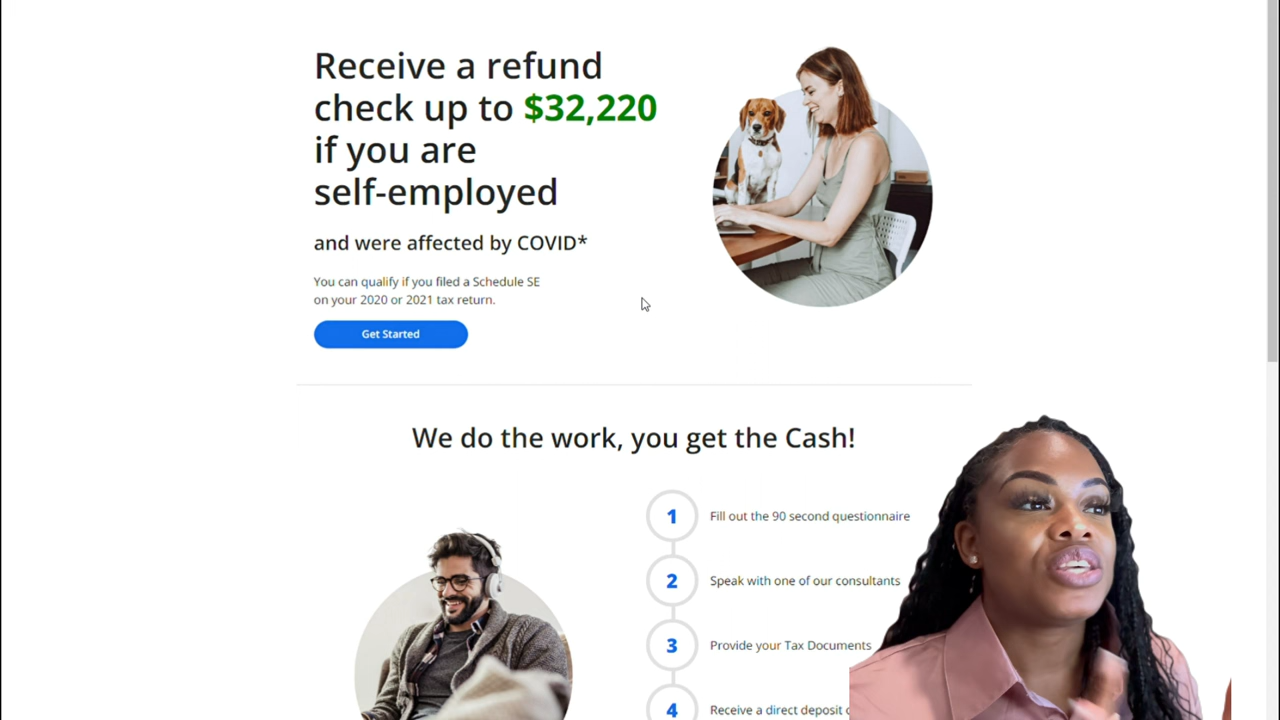 Receive a refund
check up to $32,220
if you are
self-employed
and were affected by COVID*
You can qualify if you filed a Schedule SE
on your 2020 or 2021 tax return.
Get Started
We do the work, you get the Cash!
1 Fill out the 90 second questionnaire
2 Speak with one of our consultants
3 Provide your Tax Documents
4 Receive a direct deposit